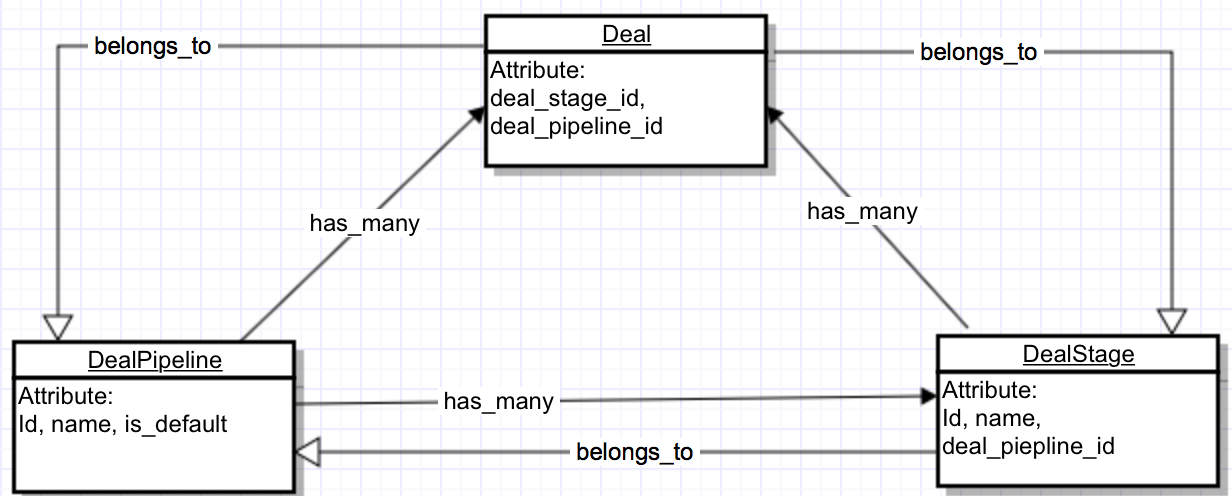 belongs_to
Deal
belongs_to
Attribute:
deal_stage_id,
deal_pipeline_id
has_many
has_many
DealPipeline
Attribute:
Id, name, is_default
has_many
belongs_to
DealStage
Attribute:
Id, name,
deal_piepline_id